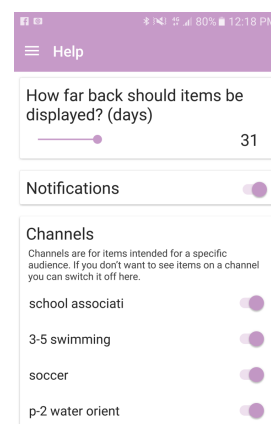 80% 12:18 PM
Help
How far back should items be
displayed? (days)
31
Notifications
Channels
Channels are for items intended for a specific
audience. If you don't want to see items on a channel
you can switch it off here.
school associati
3-5 swimming
soccer
p-2 water orient